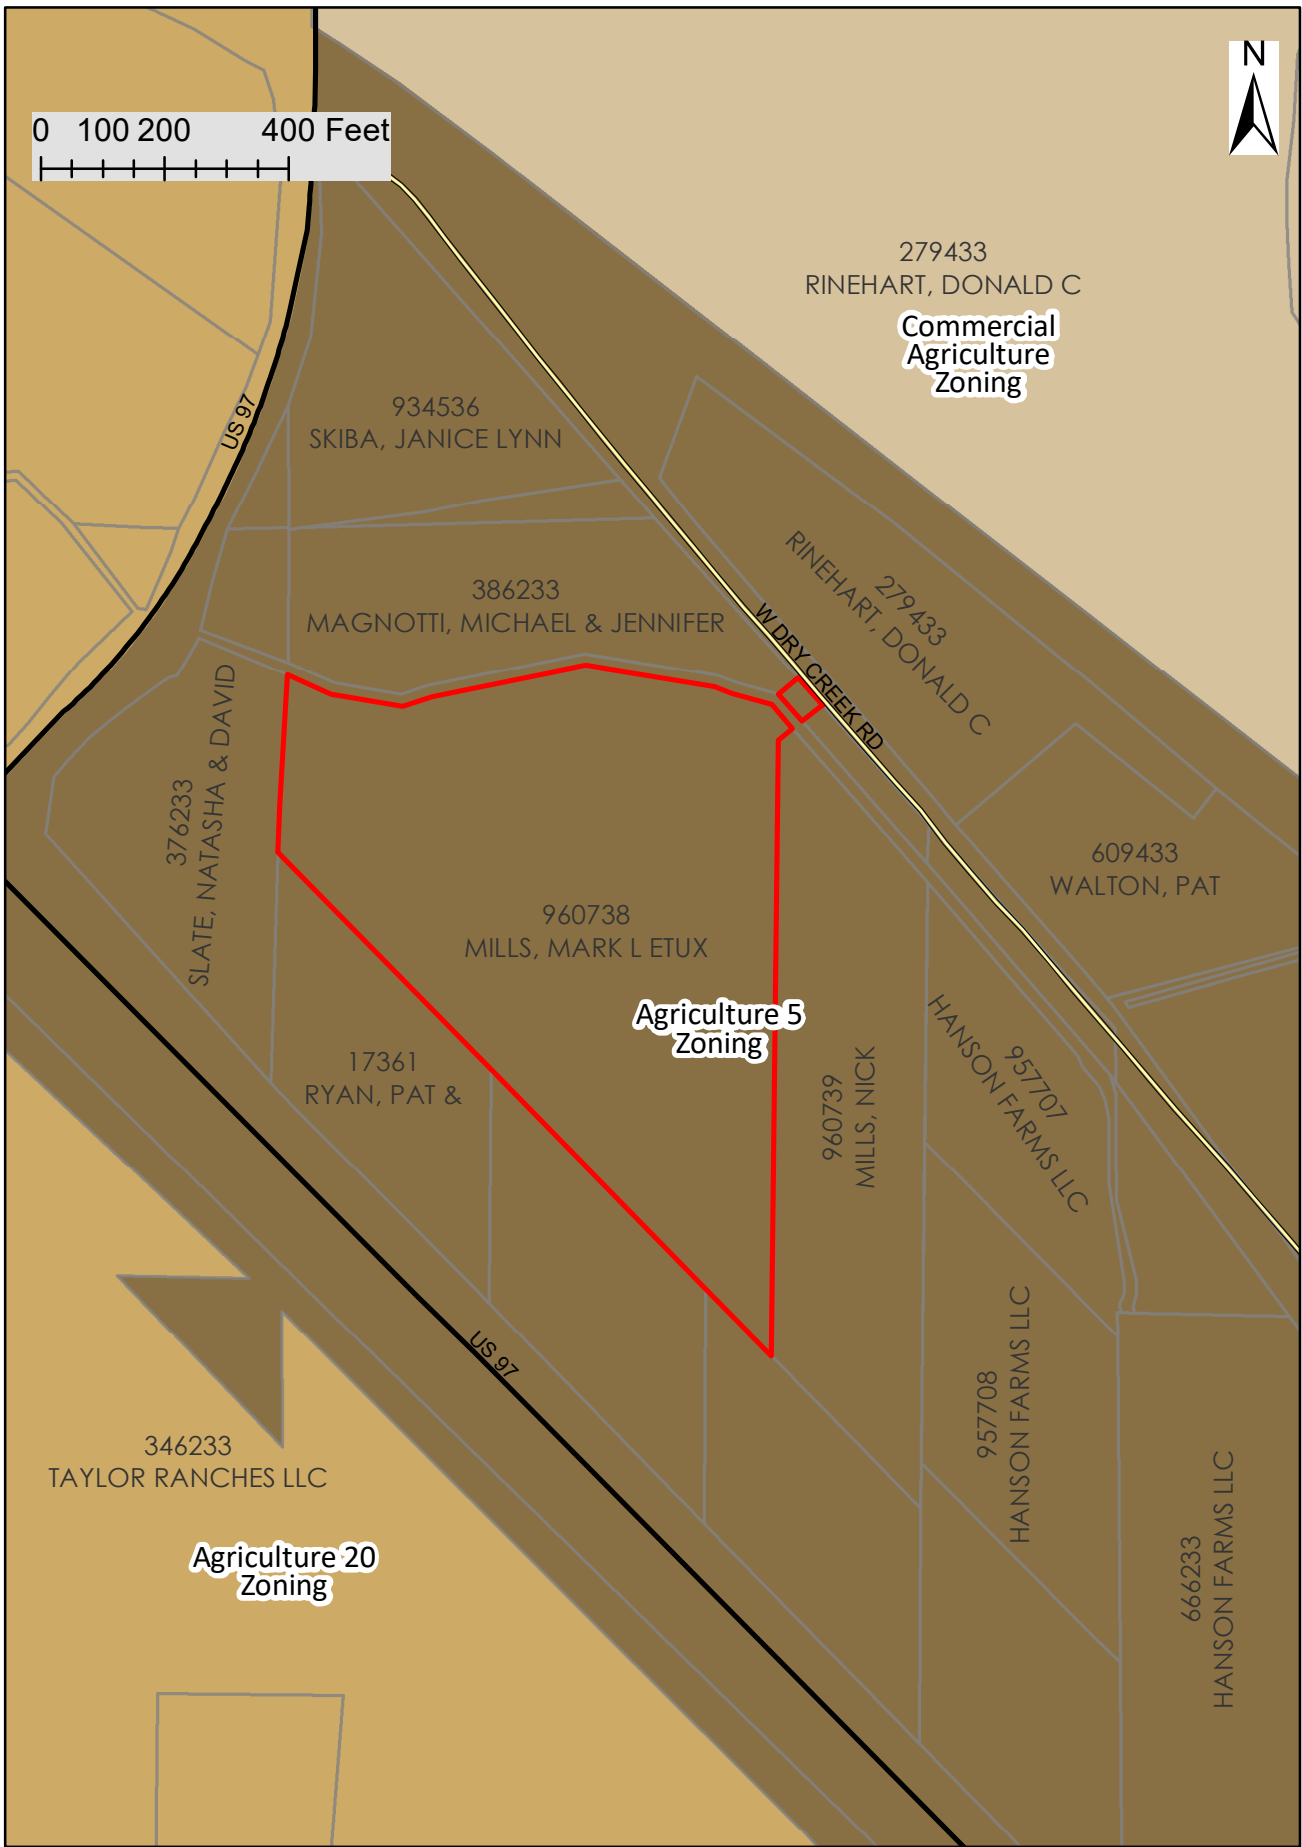 N
0 100 200 400 Feet
279433
RINEHART, DONALD C
Commercial
Agriculture
Zoning
US 97
934536
SKIBA, JANICE LYNN
279433
RINEHART, DONALD C
386233
MAGNOTTI, MICHAEL & JENNIFER
W DRY CREEK RD
376233
SLATE, NATASHA & DAVID
609433
WALTON, PAT
960738
MILLS, MARK L ETUX
Agriculture 5
Zoning
17361
RYAN, PAT &
960739
MILLS, NICK
957707
HANSON FARMS LLC
US 97
957708
HANSON FARMS LLC
346233
TAYLOR RANCHES LLC
666233
HANSON FARMS LLC
Agriculture 20
Zoning